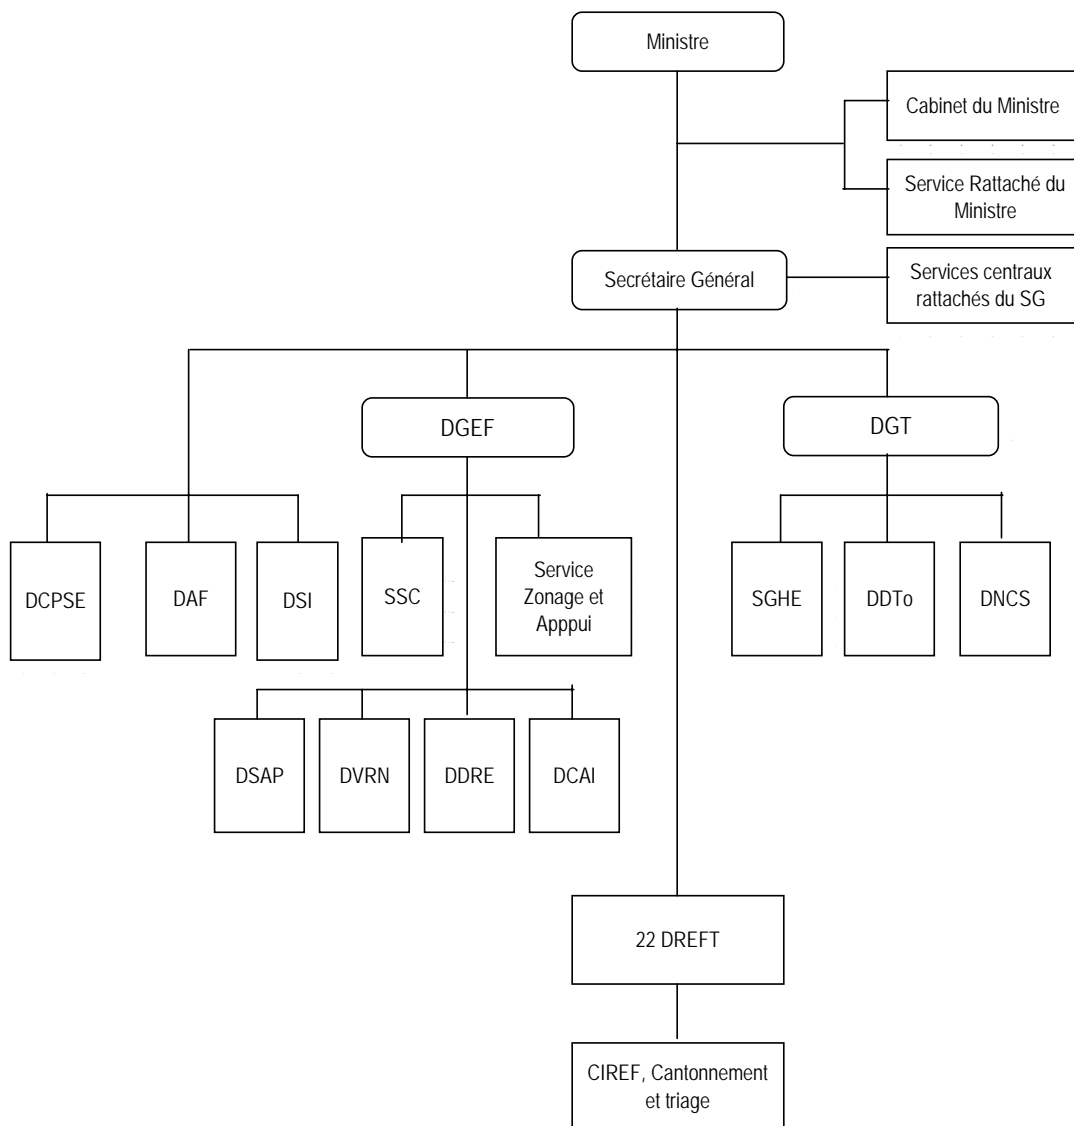 Ministre
Cabinet du Ministre
Service Rattaché du
Ministre
Secrétaire Général
Services centraux
rattachés du SG
DGEF
DGT
DCPSE
DAF
DSI
SSC
Service
Zonage et
Apppui
SGHE
DDTo
DNCS
DSAP
DVRN
DDRE
DCAI
22 DREFT
CIREF, Cantonnement
et triage